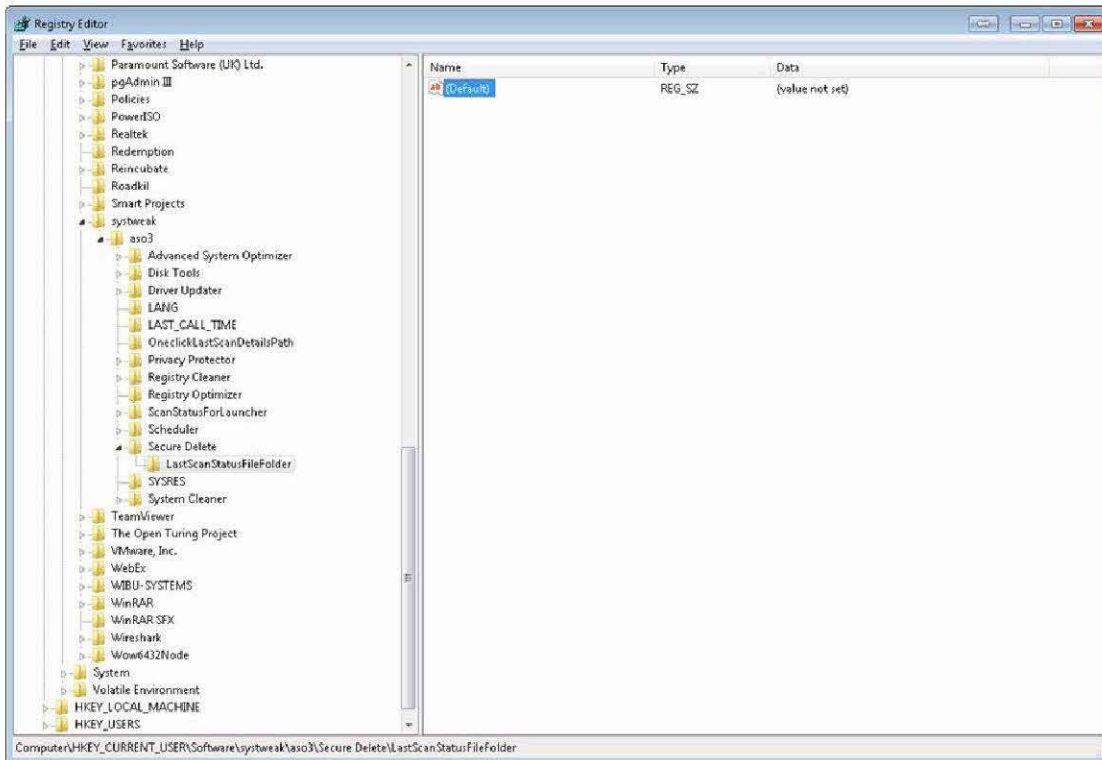 Registry Editor
File Edit View Favorites Help
Paramount Software (UK) Ltd.
pgAdmin III
Policies
PowerISO
Realtek
Redemption
Reincubate
Roadkil
Smart Projects
systweak
aso3
Advanced System Optimizer
Disk Tools
Driver Updater
LANG
LAST_CALL_TIME
OneclickLastScanDetailsPath
Privacy Protector
Registry Cleaner
Registry Optimizer
ScanStatusForLauncher
Scheduler
Secure Delete
LastScanStatusFileFolder
SYSRES
System Cleaner
TeamViewer
The Open Turing Project
VMware, Inc.
WebEx
WIBU-SYSTEMS
WinRAR
WinRAR SFX
Wireshark
Wow6432Node
System
Volatile Environment
HKEY_LOCAL_MACHINE
HKEY_USERS
Name Type Data
ab (Default) REG_SZ (value not set)
Computer\HKEY_CURRENT_USER\Software\systweak\aso3\Secure Delete\LastScanStatusFileFolder